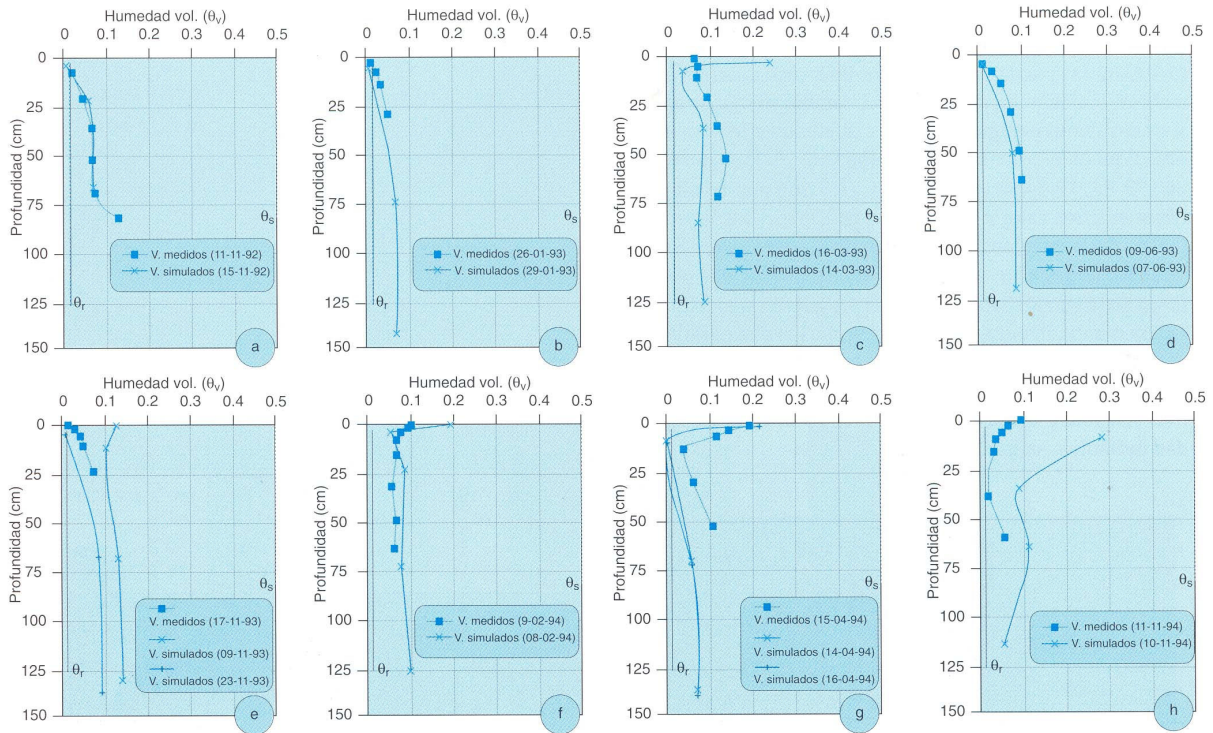 Humedad vol. (θv)
0 0.1 0.2 0.3 0.4 0.5
Profundidad (cm)
0
25
50
75
100
125
150
θs
θr
V. medidos (11-11-92)
V. simulados (15-11-92)
a
Humedad vol. (θv)
0 0.1 0.2 0.3 0.4 0.5
Profundidad (cm)
0
25
50
75
100
125
150
θs
θr
V. medidos (26-01-93)
V. simulados (29-01-93)
b
Humedad vol. (θv)
0 0.1 0.2 0.3 0.4 0.5
Profundidad (cm)
0
25
50
75
100
125
150
θs
θr
V. medidos (16-03-93)
V. simulados (14-03-93)
c
Humedad vol. (θv)
0 0.1 0.2 0.3 0.4 0.5
Profundidad (cm)
0
25
50
75
100
125
150
θs
θr
V. medidos (09-06-93)
V. simulados (07-06-93)
d
Humedad vol. (θv)
0 0.1 0.2 0.3 0.4 0.5
Profundidad (cm)
0
25
50
75
100
125
150
θs
θr
V. medidos (17-11-93)
V. simulados (09-11-93)
V. simulados (23-11-93)
e
Humedad vol. (θv)
0 0.1 0.2 0.3 0.4 0.5
Profundidad (cm)
0
25
50
75
100
125
150
θs
θr
V. medidos (9-02-94)
V. simulados (08-02-94)
f
Humedad vol. (θv)
0 0.1 0.2 0.3 0.4 0.5
Profundidad (cm)
0
25
50
75
100
125
150
θs
θr
V. medidos (15-04-94)
V. simulados (14-04-94)
V. simulados (16-04-94)
g
Humedad vol. (θv)
0 0.1 0.2 0.3 0.4 0.5
Profundidad (cm)
0
25
50
75
100
125
150
θs
θr
V. medidos (11-11-94)
V. simulados (10-11-94)
h